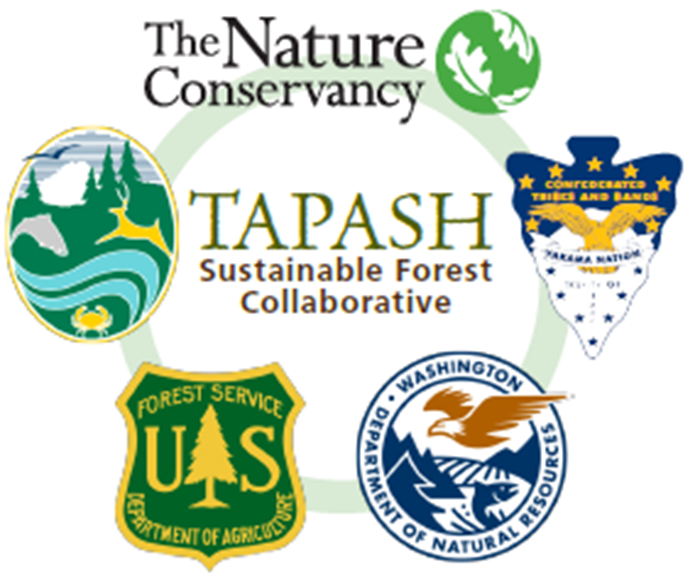 The Nature
Conservancy
TAPASH
Sustainable Forest
Collaborative
CONFEDERATED
TRIBES AND BANDS
YAKAMA NATION
FOREST SERVICE
US
DEPARTMENT OF AGRICULTURE
WASHINGTON
DEPARTMENT OF NATURAL RESOURCES